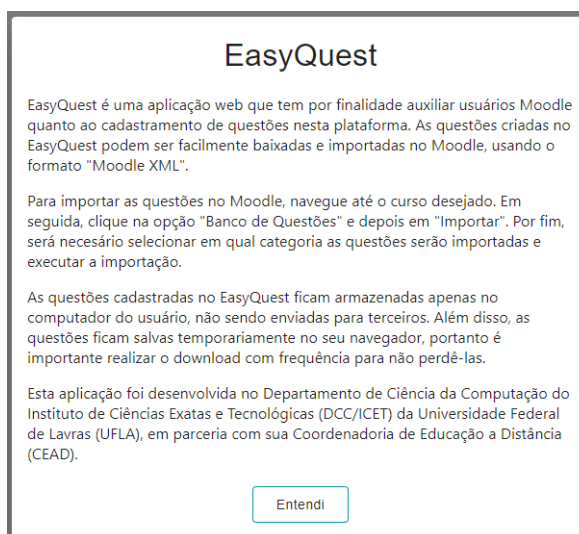 EasyQuest
EasyQuest é uma aplicação web que tem por finalidade auxiliar usuários Moodle
quanto ao cadastramento de questões nesta plataforma. As questões criadas no
EasyQuest podem ser facilmente baixadas e importadas no Moodle, usando o
formato "Moodle XML".
Para importar as questões no Moodle, navegue até o curso desejado. Em
seguida, clique na opção "Banco de Questões" e depois em "Importar". Por fim,
será necesário selecionar em qual categoria as questões serão importadas e
executar a importação.
As questões cadastradas no EasyQuest ficam armazenadas apenas no
computador do usuário, não sendo enviadas para terceiros. Além disso, as
questões ficam salvas temporariamente no seu navegador, portanto é
importante realizar o download com frequência para não perdê-las.
Esta aplicação foi desenvolvida no Departamento de Ciência da Computação do
Instituto de Ciências Exatas e Tecnológicas (DCC/ICET) da Universidade Federal
de Lavras (UFLA), em parceria com sua Coordenadoria de Educação a Distância
(CEAD).
Entendi